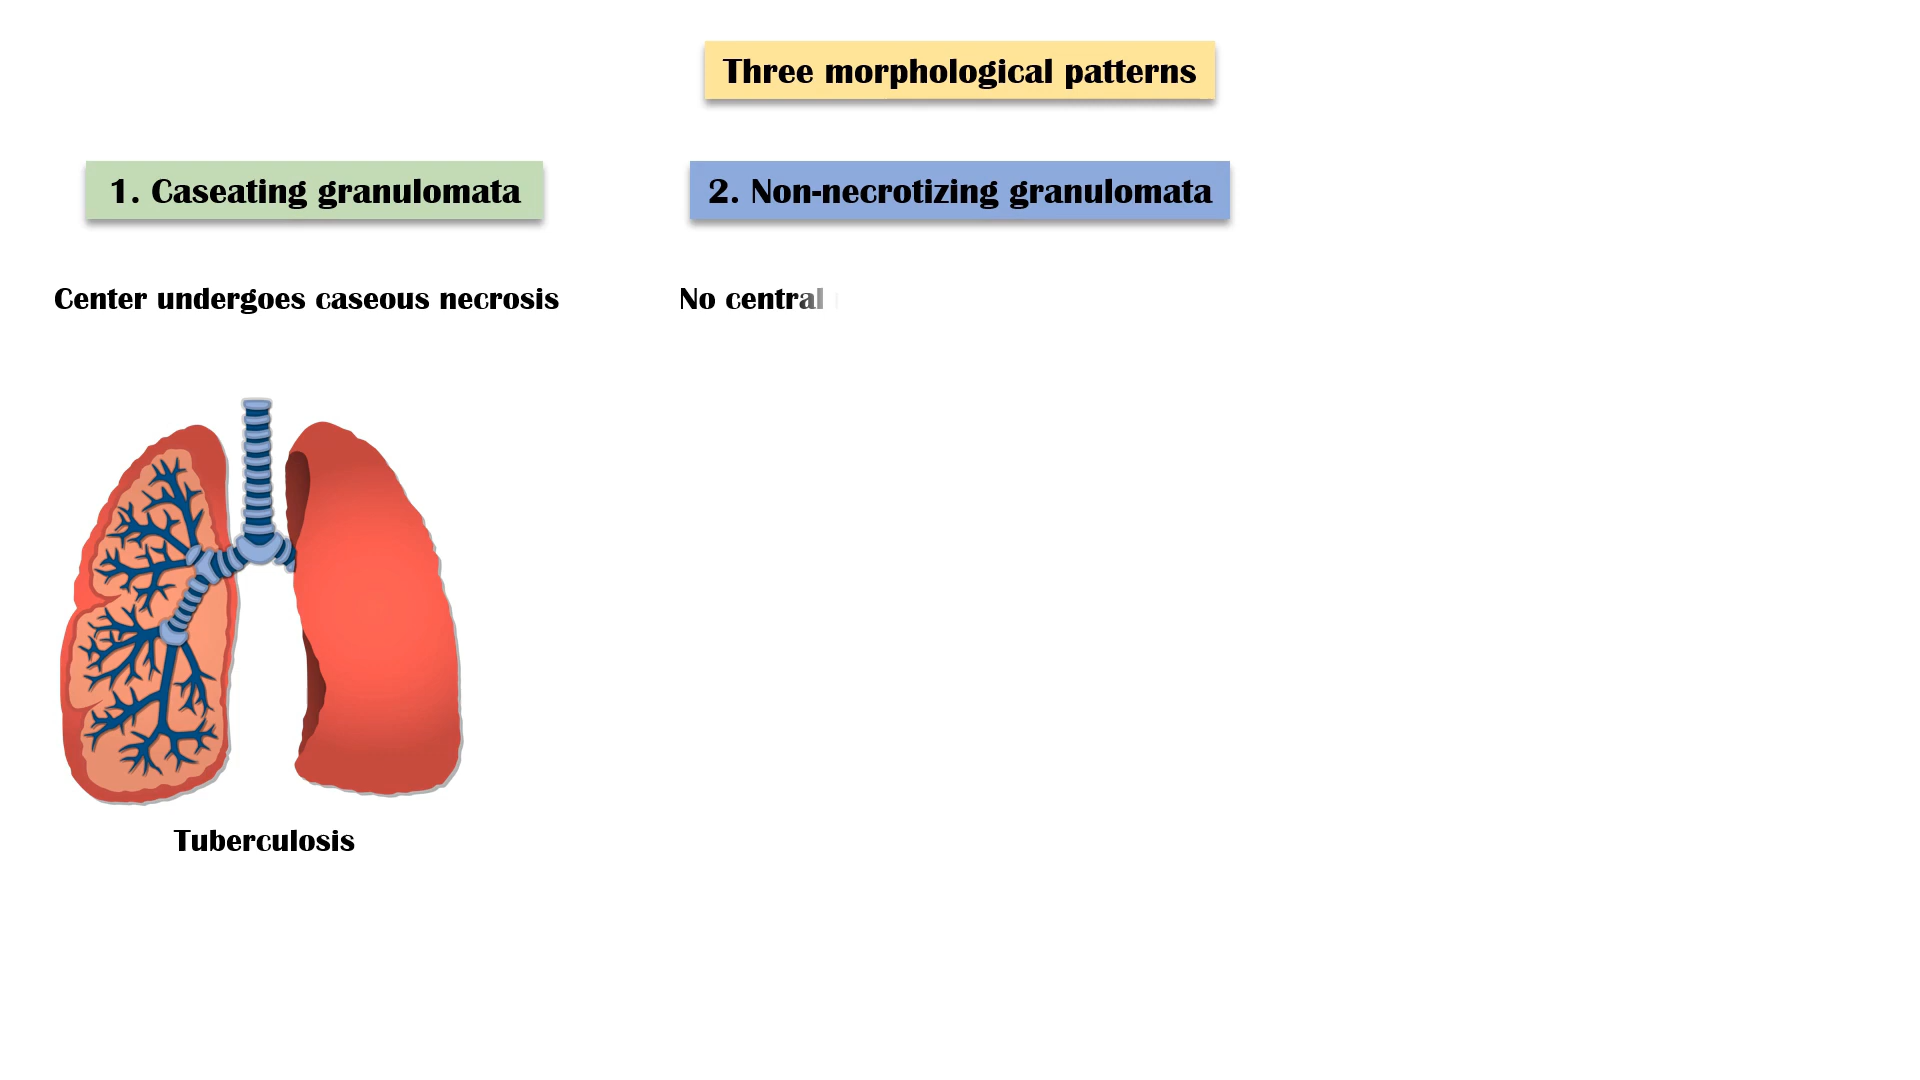 Three morphological patterns
1. Caseating granulomata
2. Non-necrotizing granulomata
Center undergoes caseous necrosis
No central
Tuberculosis